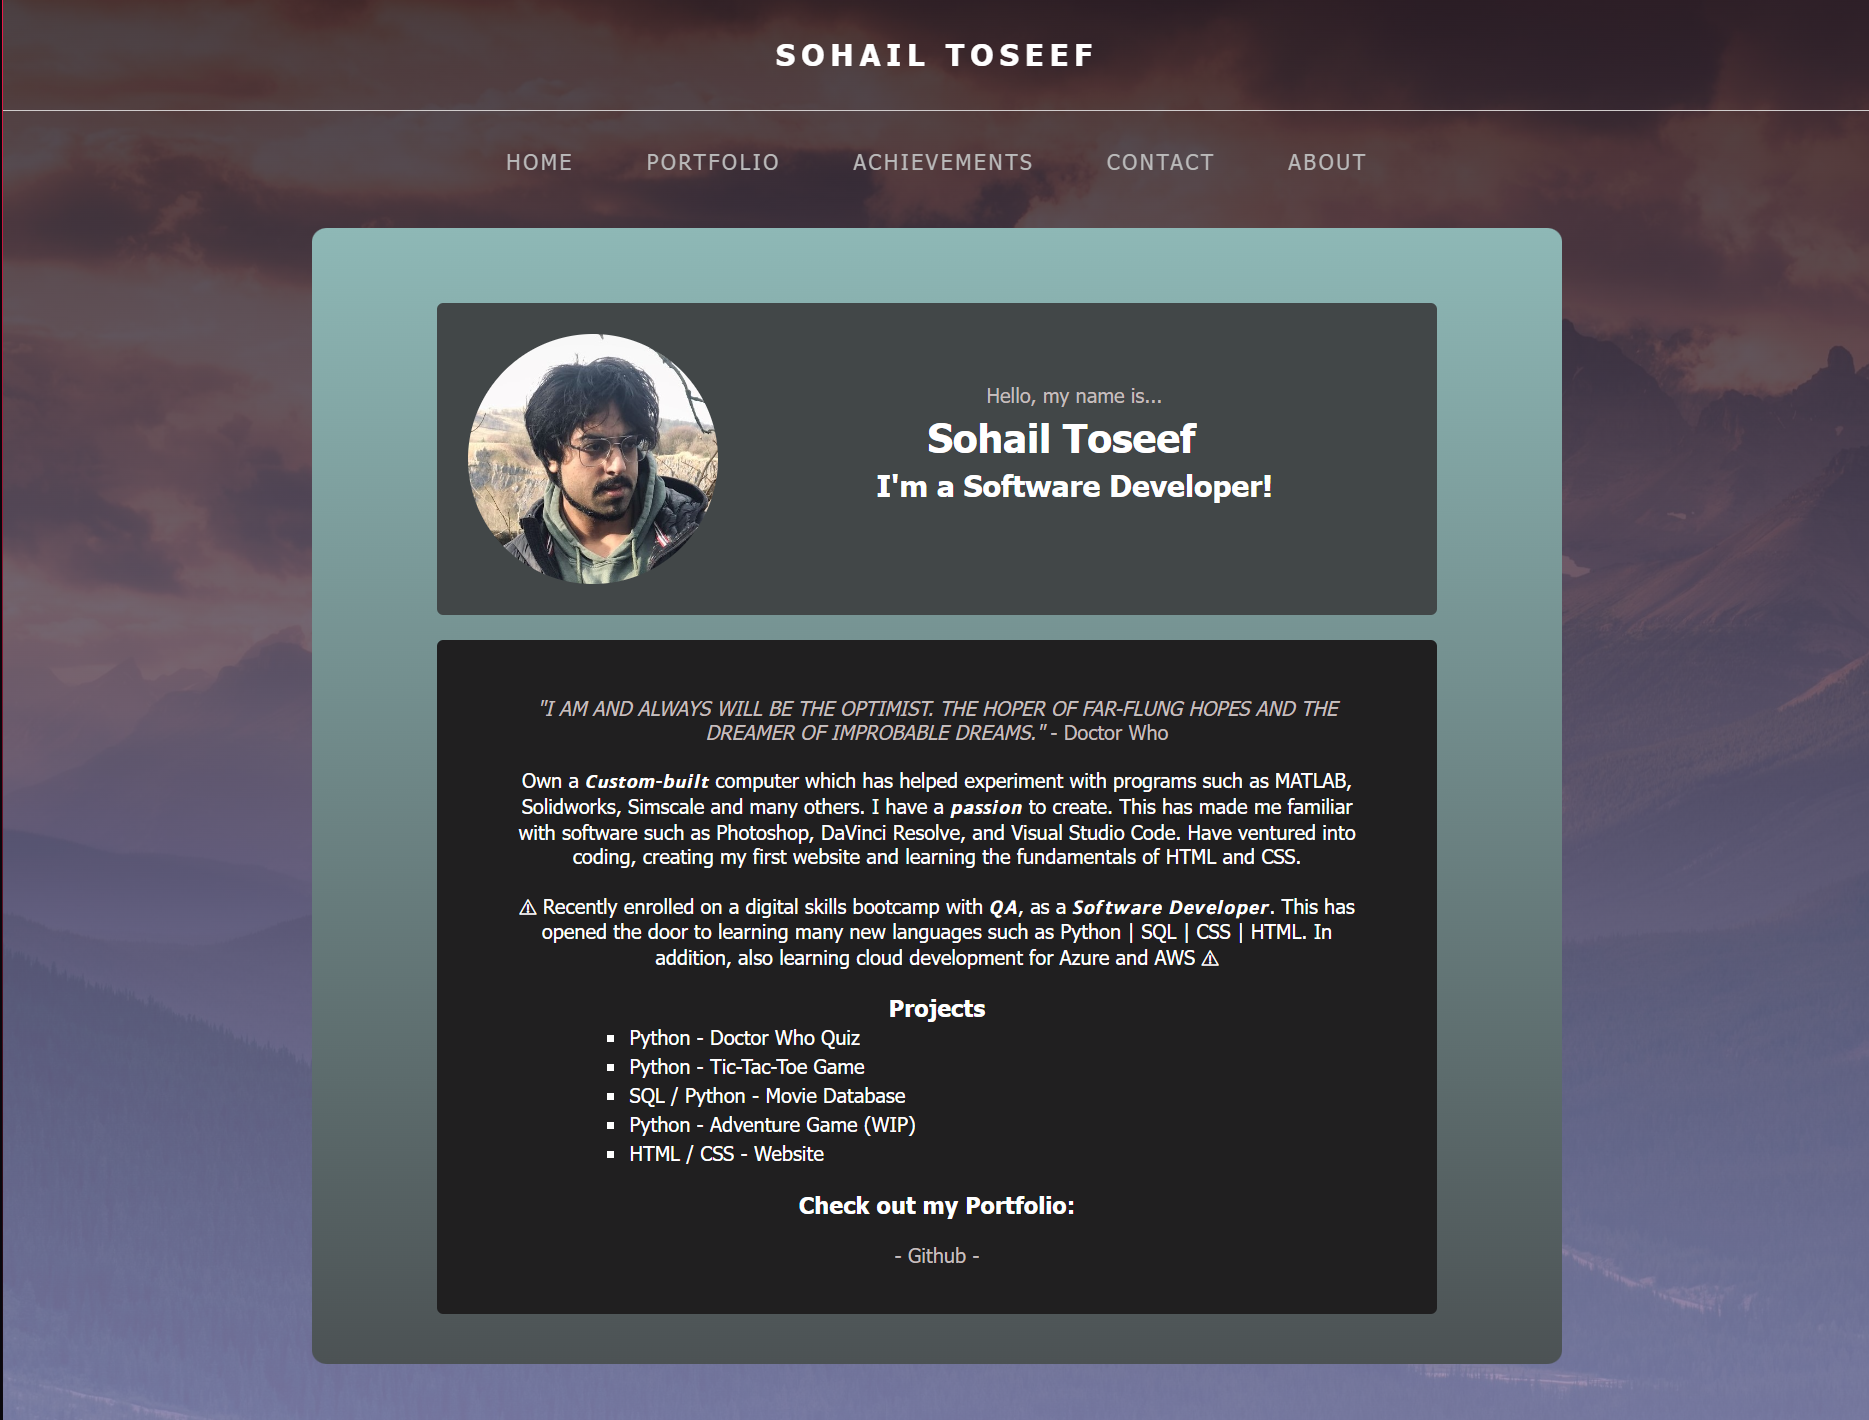 SOHAIL TOSEEF
HOME PORTFOLIO ACHIEVEMENTS CONTACT ABOUT
Hello, my name is...
Sohail Toseef
I'm a Software Developer!
"I AM AND ALWAYS WILL BE THE OPTIMIST. THE HOPER OF FAR-FLUNG HOPES AND THE
DREAMER OF IMPROBABLE DREAMS." - Doctor Who
Own a Custom-built computer which has helped experiment with programs such as MATLAB,
Solidworks, Simscale and many others. I have a passion to create. This has made me familiar
with software such as Photoshop, DaVinci Resolve, and Visual Studio Code. Have ventured into
coding, creating my first website and learning the fundamentals of HTML and CSS.
⚠ Recently enrolled on a digital skills bootcamp with QA, as a Software Developer. This has
opened the door to learning many new languages such as Python | SQL | CSS | HTML. In
addition, also learning cloud development for Azure and AWS ⚠
Projects
▪ Python - Doctor Who Quiz
▪ Python - Tic-Tac-Toe Game
▪ SQL / Python - Movie Database
▪ Python - Adventure Game (WIP)
▪ HTML / CSS - Website
Check out my Portfolio:
- Github -